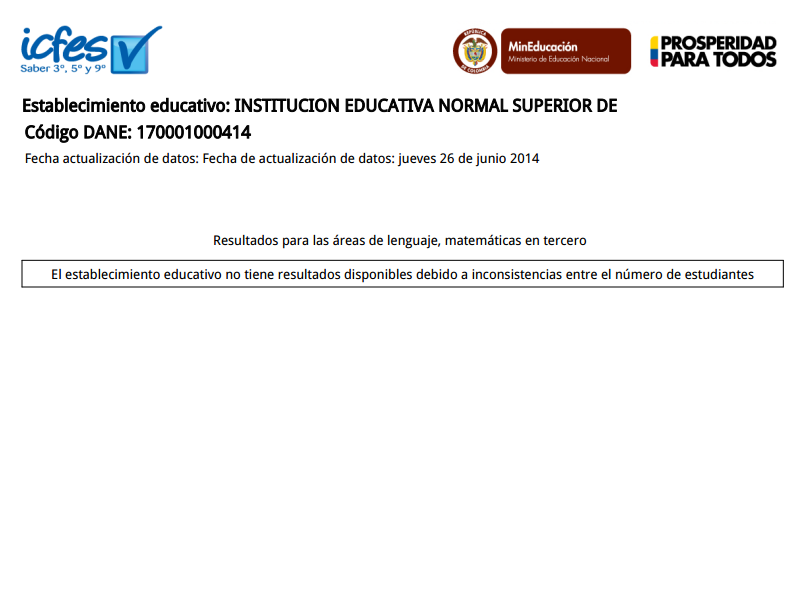 icfes
Saber 3°, 5° y 9°
REPÚBLICA DE COLOMBIA
MinEducación
Ministerio de Educación Nacional
PROSPERIDAD
PARA TODOS
Establecimiento educativo: INSTITUCION EDUCATIVA NORMAL SUPERIOR DE
Código DANE: 170001000414
Fecha actualización de datos: Fecha de actualización de datos: jueves 26 de junio 2014
Resultados para las áreas de lenguaje, matemáticas en tercero
El establecimiento educativo no tiene resultados disponibles debido a inconsistencias entre el número de estudiantes